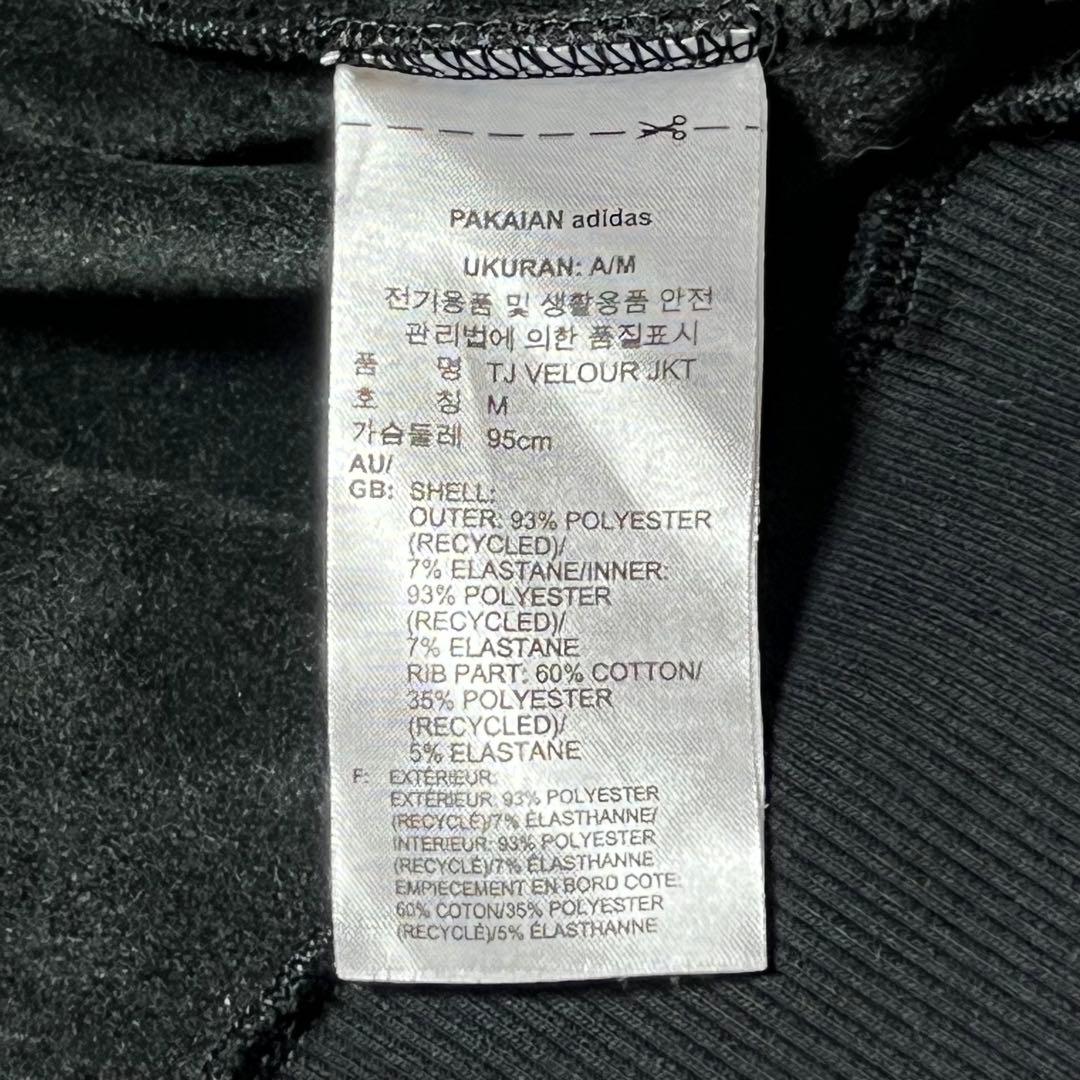 PAKAIAN adidas
UKURAN: A/M
전기용품 및 생활용품 안전
관리법에 의한 품질표시
품 명 TJ VELOUR JKT
호 칭 M
가슴둘레 95cm
AU/
GB: SHELL:
OUTER: 93% POLYESTER
(RECYCLED)/
7% ELASTANE/INNER:
93% POLYESTER
(RECYCLED)/
7% ELASTANE
RIB PART: 60% COTTON/
35% POLYESTER
(RECYCLED)/
5% ELASTANE
F: EXTÉRIEUR:
EXTÉRIEUR: 93% POLYESTER
(RECYCLÉ)/7% ÉLASTHANNE/
INTÉRIEUR: 93% POLYESTER
(RECYCLÉ)/7% ÉLASTHANNE
EMPIECEMENT EN BORD COTE:
60% COTON/35% POLYESTER
(RECYCLÉ)/5% ÉLASTHANNE